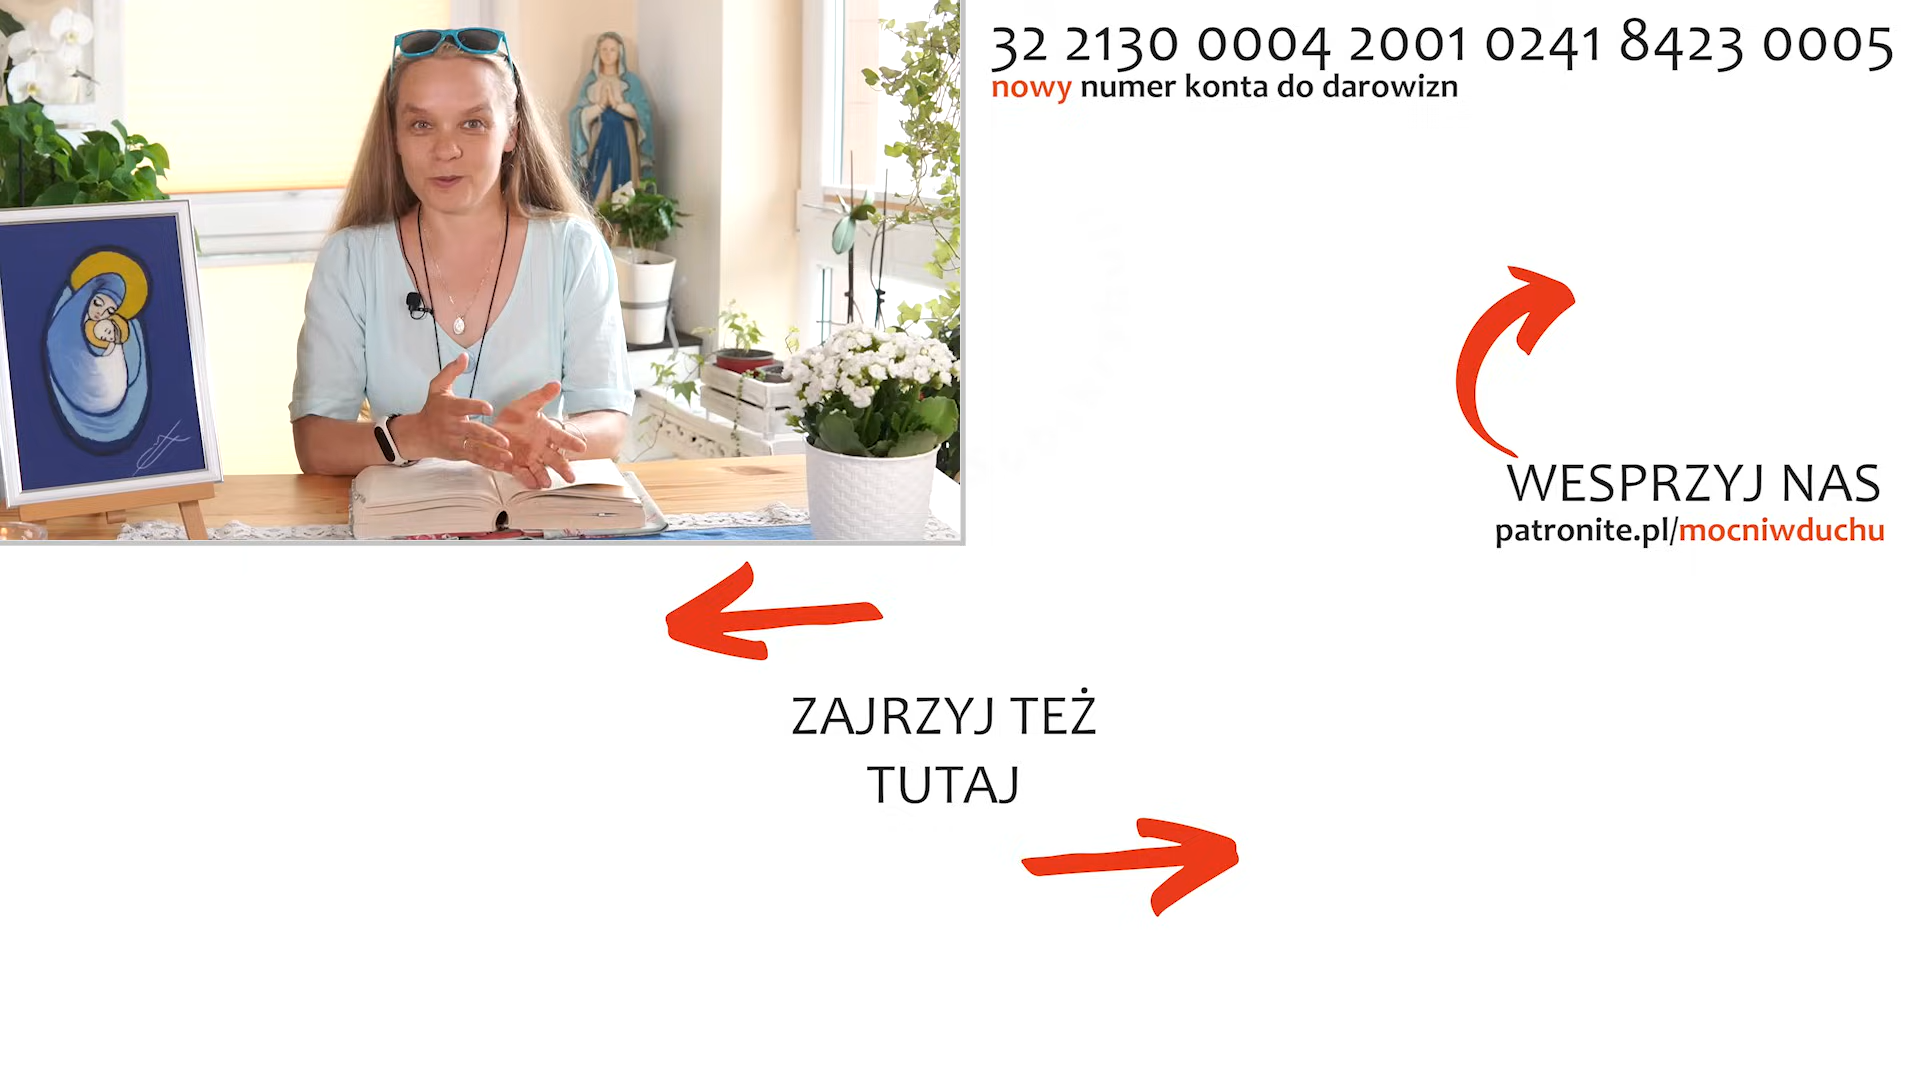 32 2130 0004 2001 0241 8423 0005
nowy numer konta do darowizn
WESPRZYJ NAS
patronite.pl/mocniwduchu
ZAJRZYJ TEŻ
TUTAJ